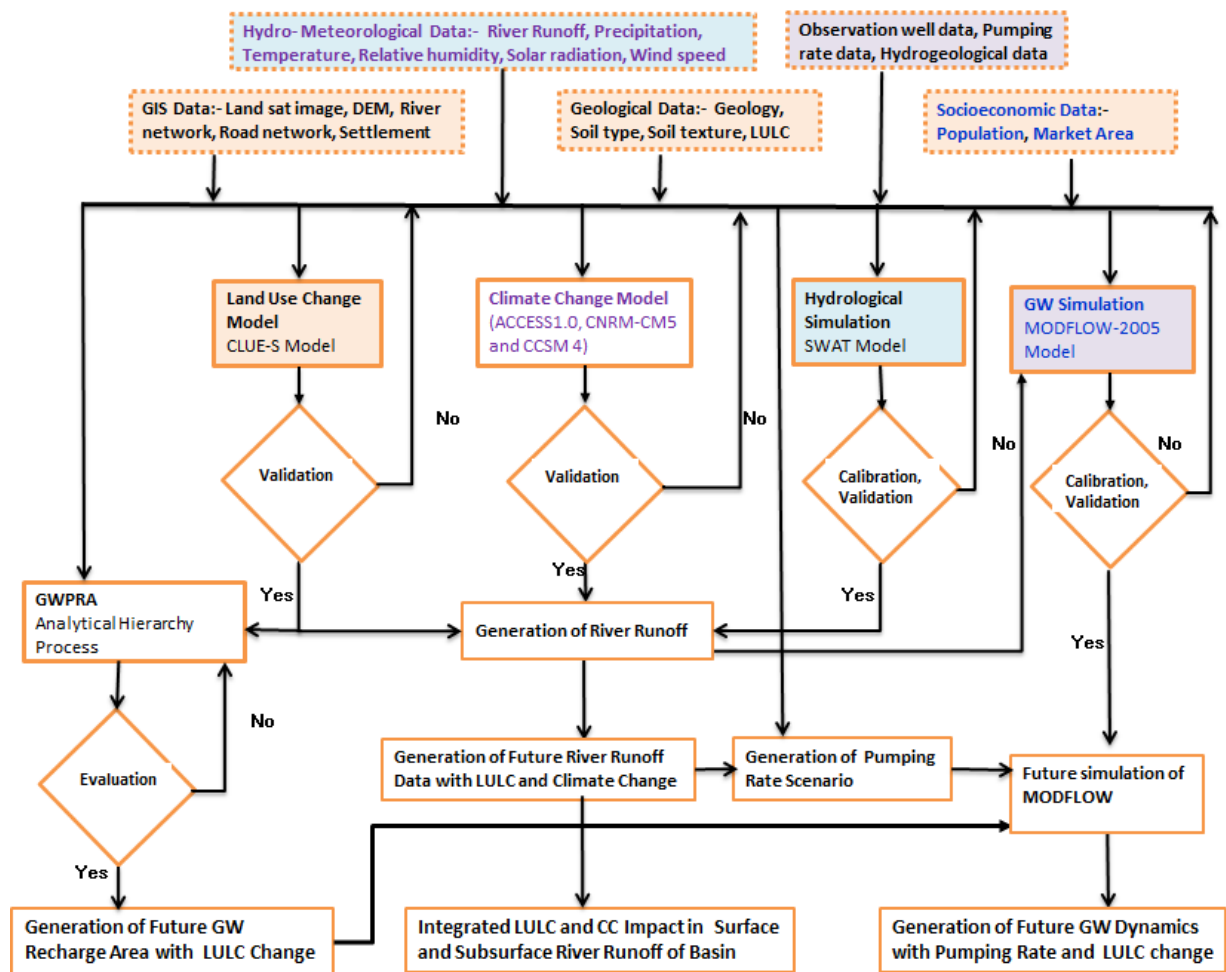 Hydro- Meteorological Data:- River Runoff, Precipitation,
Temperature, Relative humidity, Solar radiation, Wind speed
Observation well data, Pumping
rate data, Hydrogeological data
GIS Data:- Land sat image, DEM, River
network, Road network, Settlement
Geological Data:- Geology,
Soil type, Soil texture, LULC
Socioeconomic Data:-
Population, Market Area
Land Use Change
Model
CLUE-S Model
Climate Change Model
(ACCESS1.0, CNRM-CM5
and CCSM 4)
Hydrological
Simulation
SWAT Model
GW Simulation
MODFLOW-2005
Model
No
No
No
No
Validation
Validation
Calibration,
Validation
Calibration,
Validation
Yes
Yes
Yes
Yes
GWPRA
Analytical Hierarchy
Process
Generation of River Runoff
No
Evaluation
Generation of Future River Runoff
Data with LULC and Climate Change
Generation of Pumping
Rate Scenario
Future simulation of
MODFLOW
Yes
Generation of Future GW
Recharge Area with LULC Change
Integrated LULC and CC Impact in Surface
and Subsurface River Runoff of Basin
Generation of Future GW Dynamics
with Pumping Rate and LULC change